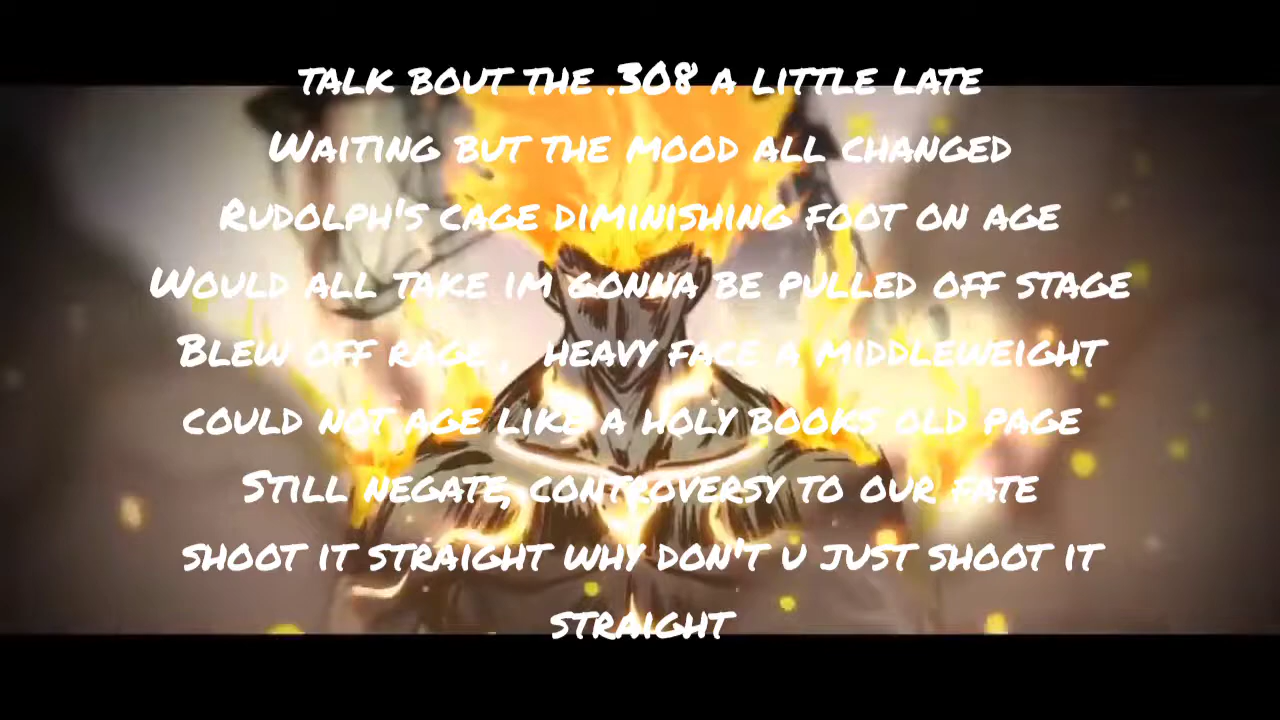 talk bout the .308 a little late
Waiting but the mood all changed
Rudolph's cage diminishing foot on age
Would all take im gonna be pulled off stage
Blew off rage , heavy face a middleweight
could not age like a holy books old page
Still negate, controversy to our fate
shoot it straight why don't u just shoot it
straight